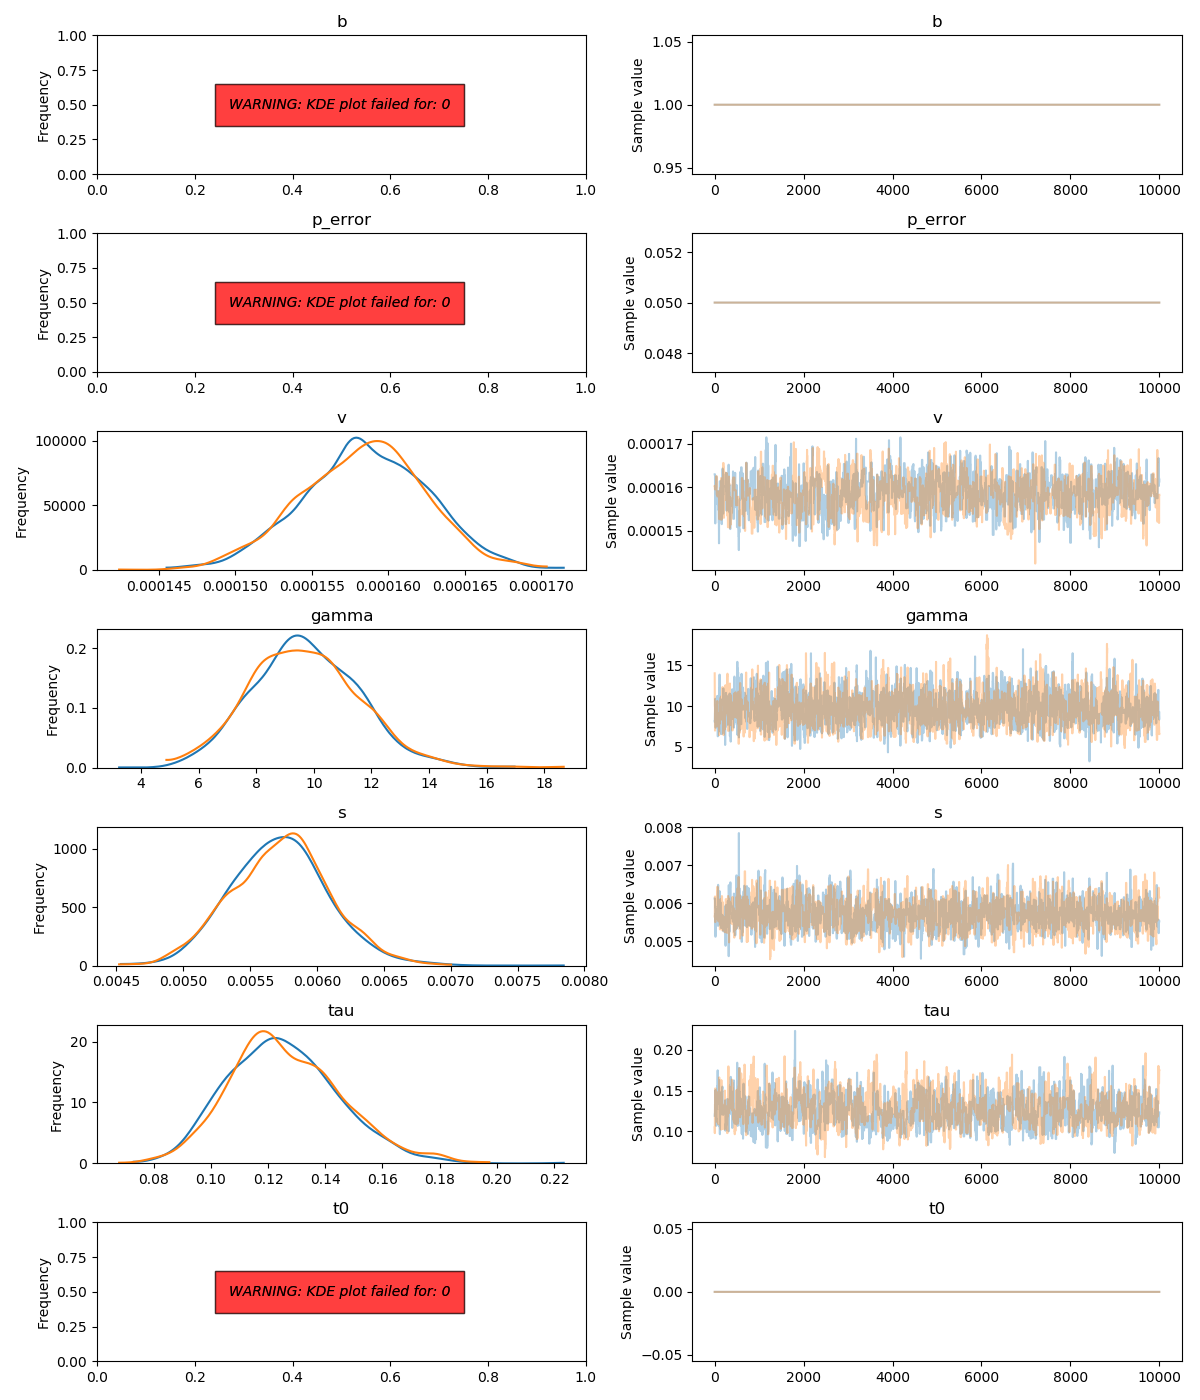 b
1.00
0.75
0.50
0.25
0.00
Frequency
WARNING: KDE plot failed for: 0
0.0 0.2 0.4 0.6 0.8 1.0
b
1.05
1.00
0.95
Sample value
0 2000 4000 6000 8000 10000
p_error
1.00
0.75
0.50
0.25
0.00
Frequency
WARNING: KDE plot failed for: 0
0.0 0.2 0.4 0.6 0.8 1.0
p_error
0.052
0.050
0.048
Sample value
0 2000 4000 6000 8000 10000
v
100000
50000
0
Frequency
0.000145 0.000150 0.000155 0.000160 0.000165 0.000170
v
0.00017
0.00016
0.00015
Sample value
0 2000 4000 6000 8000 10000
gamma
0.2
0.1
0.0
Frequency
4 6 8 10 12 14 16 18
gamma
15
10
5
Sample value
0 2000 4000 6000 8000 10000
s
1000
500
0
Frequency
0.0045 0.0050 0.0055 0.0060 0.0065 0.0070 0.0075 0.0080
s
0.008
0.007
0.006
0.005
Sample value
0 2000 4000 6000 8000 10000
tau
20
10
0
Frequency
0.08 0.10 0.12 0.14 0.16 0.18 0.20 0.22
tau
0.20
0.15
0.10
Sample value
0 2000 4000 6000 8000 10000
t0
1.00
0.75
0.50
0.25
0.00
Frequency
WARNING: KDE plot failed for: 0
0.0 0.2 0.4 0.6 0.8 1.0
t0
0.05
0.00
−0.05
Sample value
0 2000 4000 6000 8000 10000